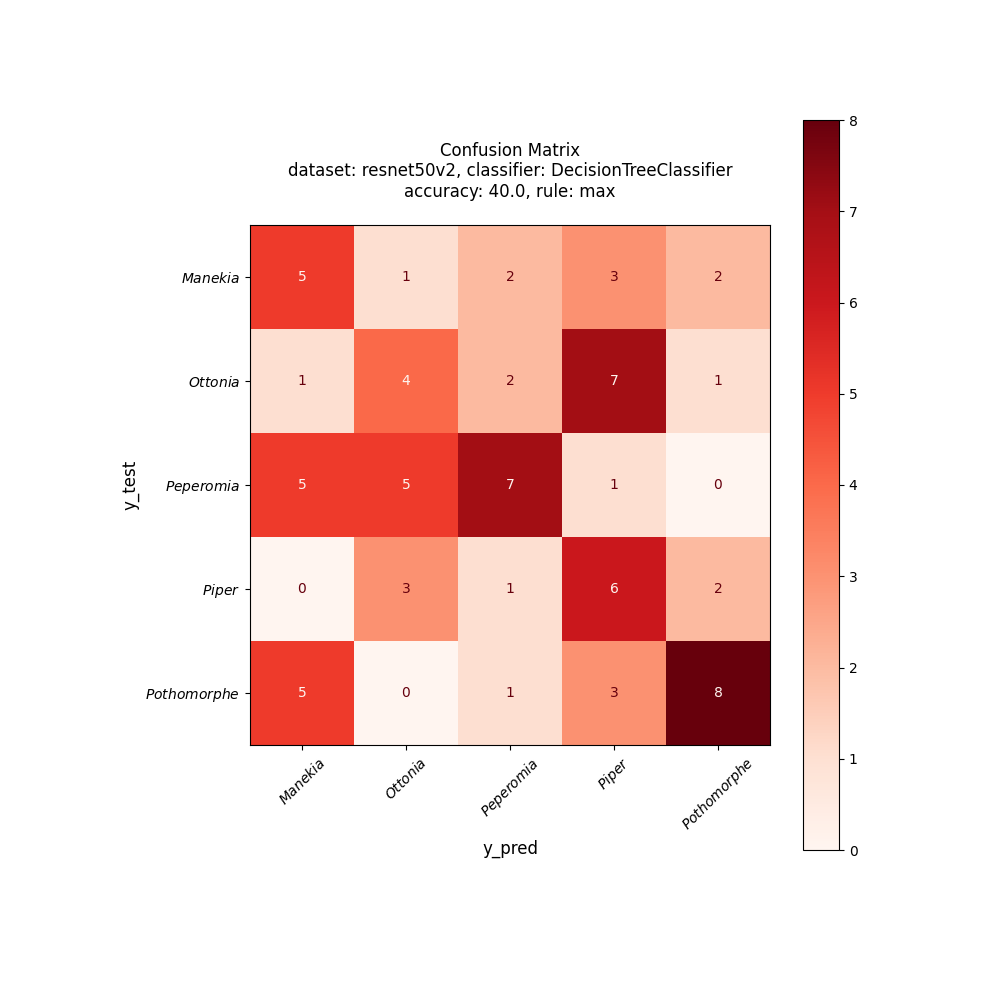 Confusion Matrix
dataset: resnet50v2, classifier: DecisionTreeClassifier
accuracy: 40.0, rule: max
y_test
Manekia 5 1 2 3 2
Ottonia 1 4 2 7 1
Peperomia 5 5 7 1 0
Piper 0 3 1 6 2
Pothomorphe 5 0 1 3 8
Manekia Ottonia Peperomia Piper Pothomorphe
y_pred
8
7
6
5
4
3
2
1
0